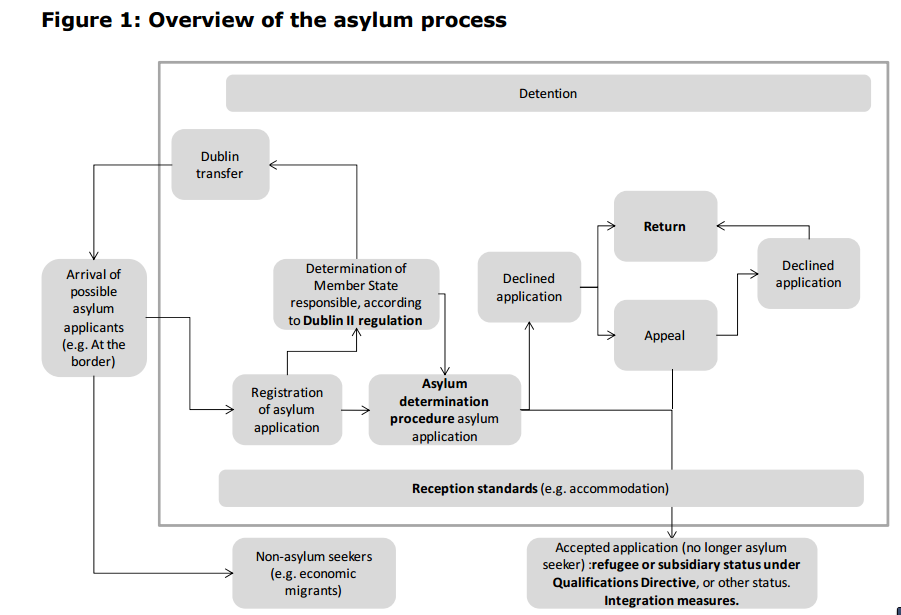 Figure 1: Overview of the asylum process
Detention
Dublin
transfer
Return
Declined
application
Declined
application
Arrival of
possible
asylum
applicants
(e.g. At the
border)
Determination of
Member State
responsible, according
to Dublin II regulation
Appeal
Registration
of asylum
application
Asylum
determination
procedure asylum
application
Reception standards (e.g. accommodation)
Non-asylum seekers
(e.g. economic
migrants)
Accepted application (no longer asylum
seeker) :refugee or subsidiary status under
Qualifications Directive, or other status.
Integration measures.